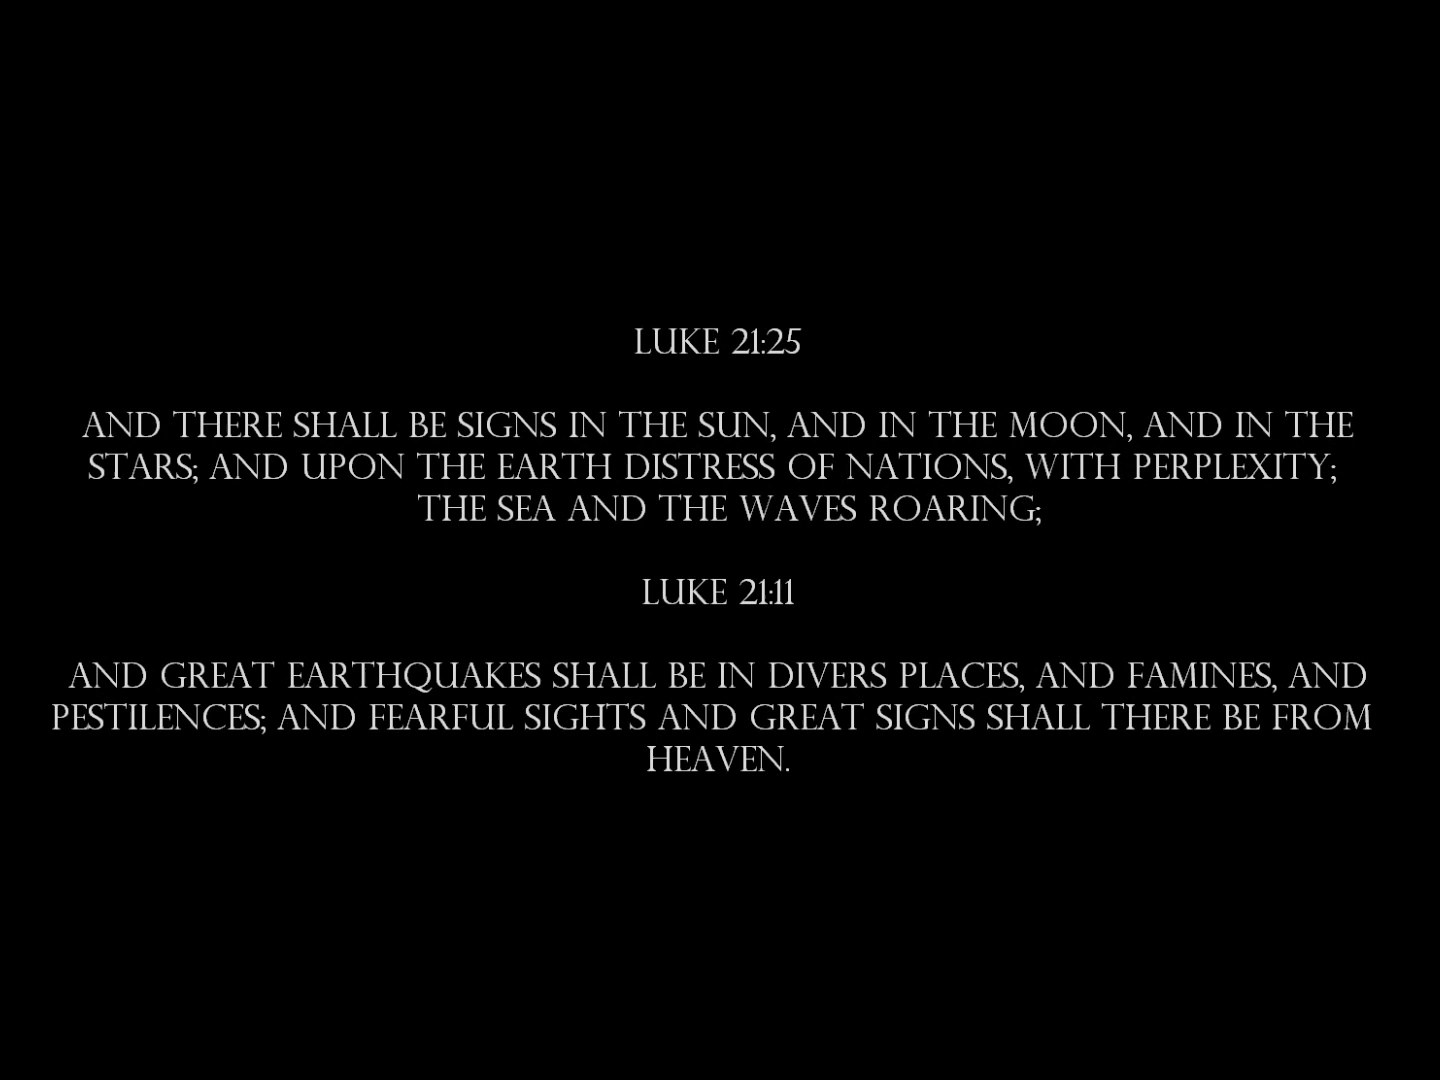 LUKE 21:25
AND THERE SHALL BE SIGNS IN THE SUN, AND IN THE MOON, AND IN THE
STARS; AND UPON THE EARTH DISTRESS OF NATIONS, WITH PERPLEXITY;
THE SEA AND THE WAVES ROARING;
LUKE 21:11
AND GREAT EARTHQUAKES SHALL BE IN DIVERS PLACES, AND FAMINES, AND
PESTILENCES; AND FEARFUL SIGHTS AND GREAT SIGNS SHALL THERE BE FROM
HEAVEN.